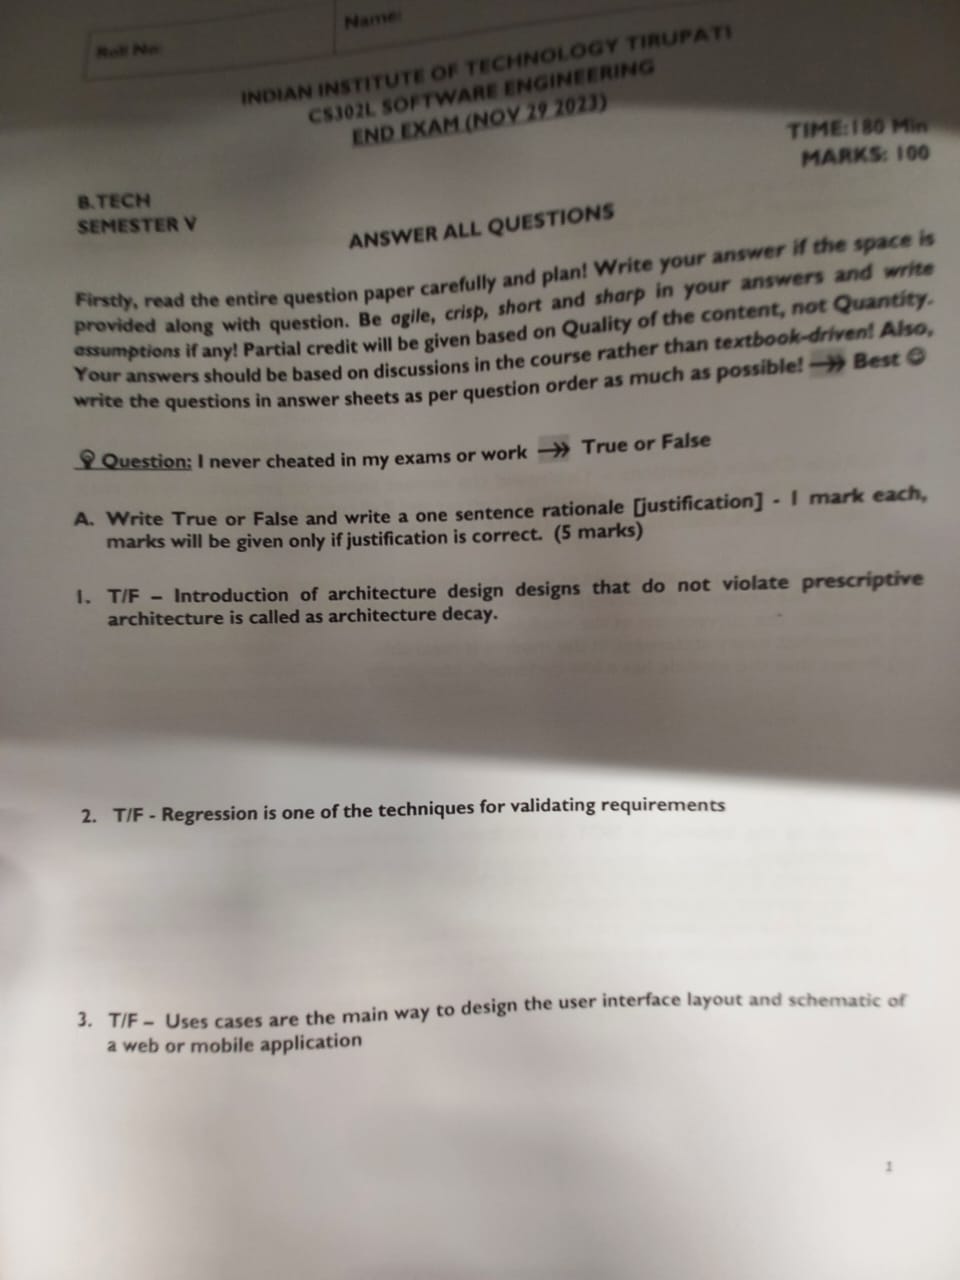 Roll No:
Name:
INDIAN INSTITUTE OF TECHNOLOGY TIRUPATI
CS302L SOFTWARE ENGINEERING
END EXAM (NOV 29 2023)
TIME:180 Min
MARKS: 100
B.TECH
SEMESTER V
ANSWER ALL QUESTIONS
Firstly, read the entire question paper carefully and plan! Write your answer if the space is
provided along with question. Be agile, crisp, short and sharp in your answers and write
assumptions if any! Partial credit will be given based on Quality of the content, not Quantity.
Your answers should be based on discussions in the course rather than textbook-driven! Also,
write the questions in answer sheets as per question order as much as possible! ↠ Best ☺
Question: I never cheated in my exams or work ↠ True or False
A. Write True or False and write a one sentence rationale [justification] - 1 mark each,
marks will be given only if justification is correct. (5 marks)
1. T/F – Introduction of architecture design designs that do not violate prescriptive
architecture is called as architecture decay.
2. T/F - Regression is one of the techniques for validating requirements
3. T/F – Uses cases are the main way to design the user interface layout and schematic of
a web or mobile application
1